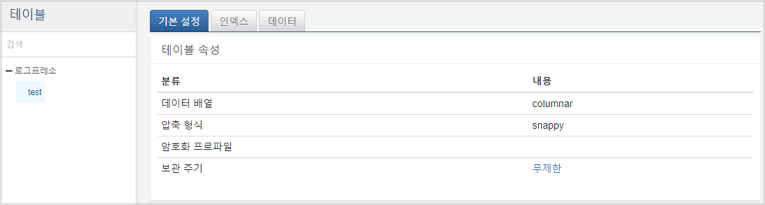 테이블
검색
로그프레소
test
기본 설정 인덱스 데이터
테이블 속성
분류 내용
데이터 배열 columnar
압축 형식 snappy
암호화 프로파일
보관 주기 무제한